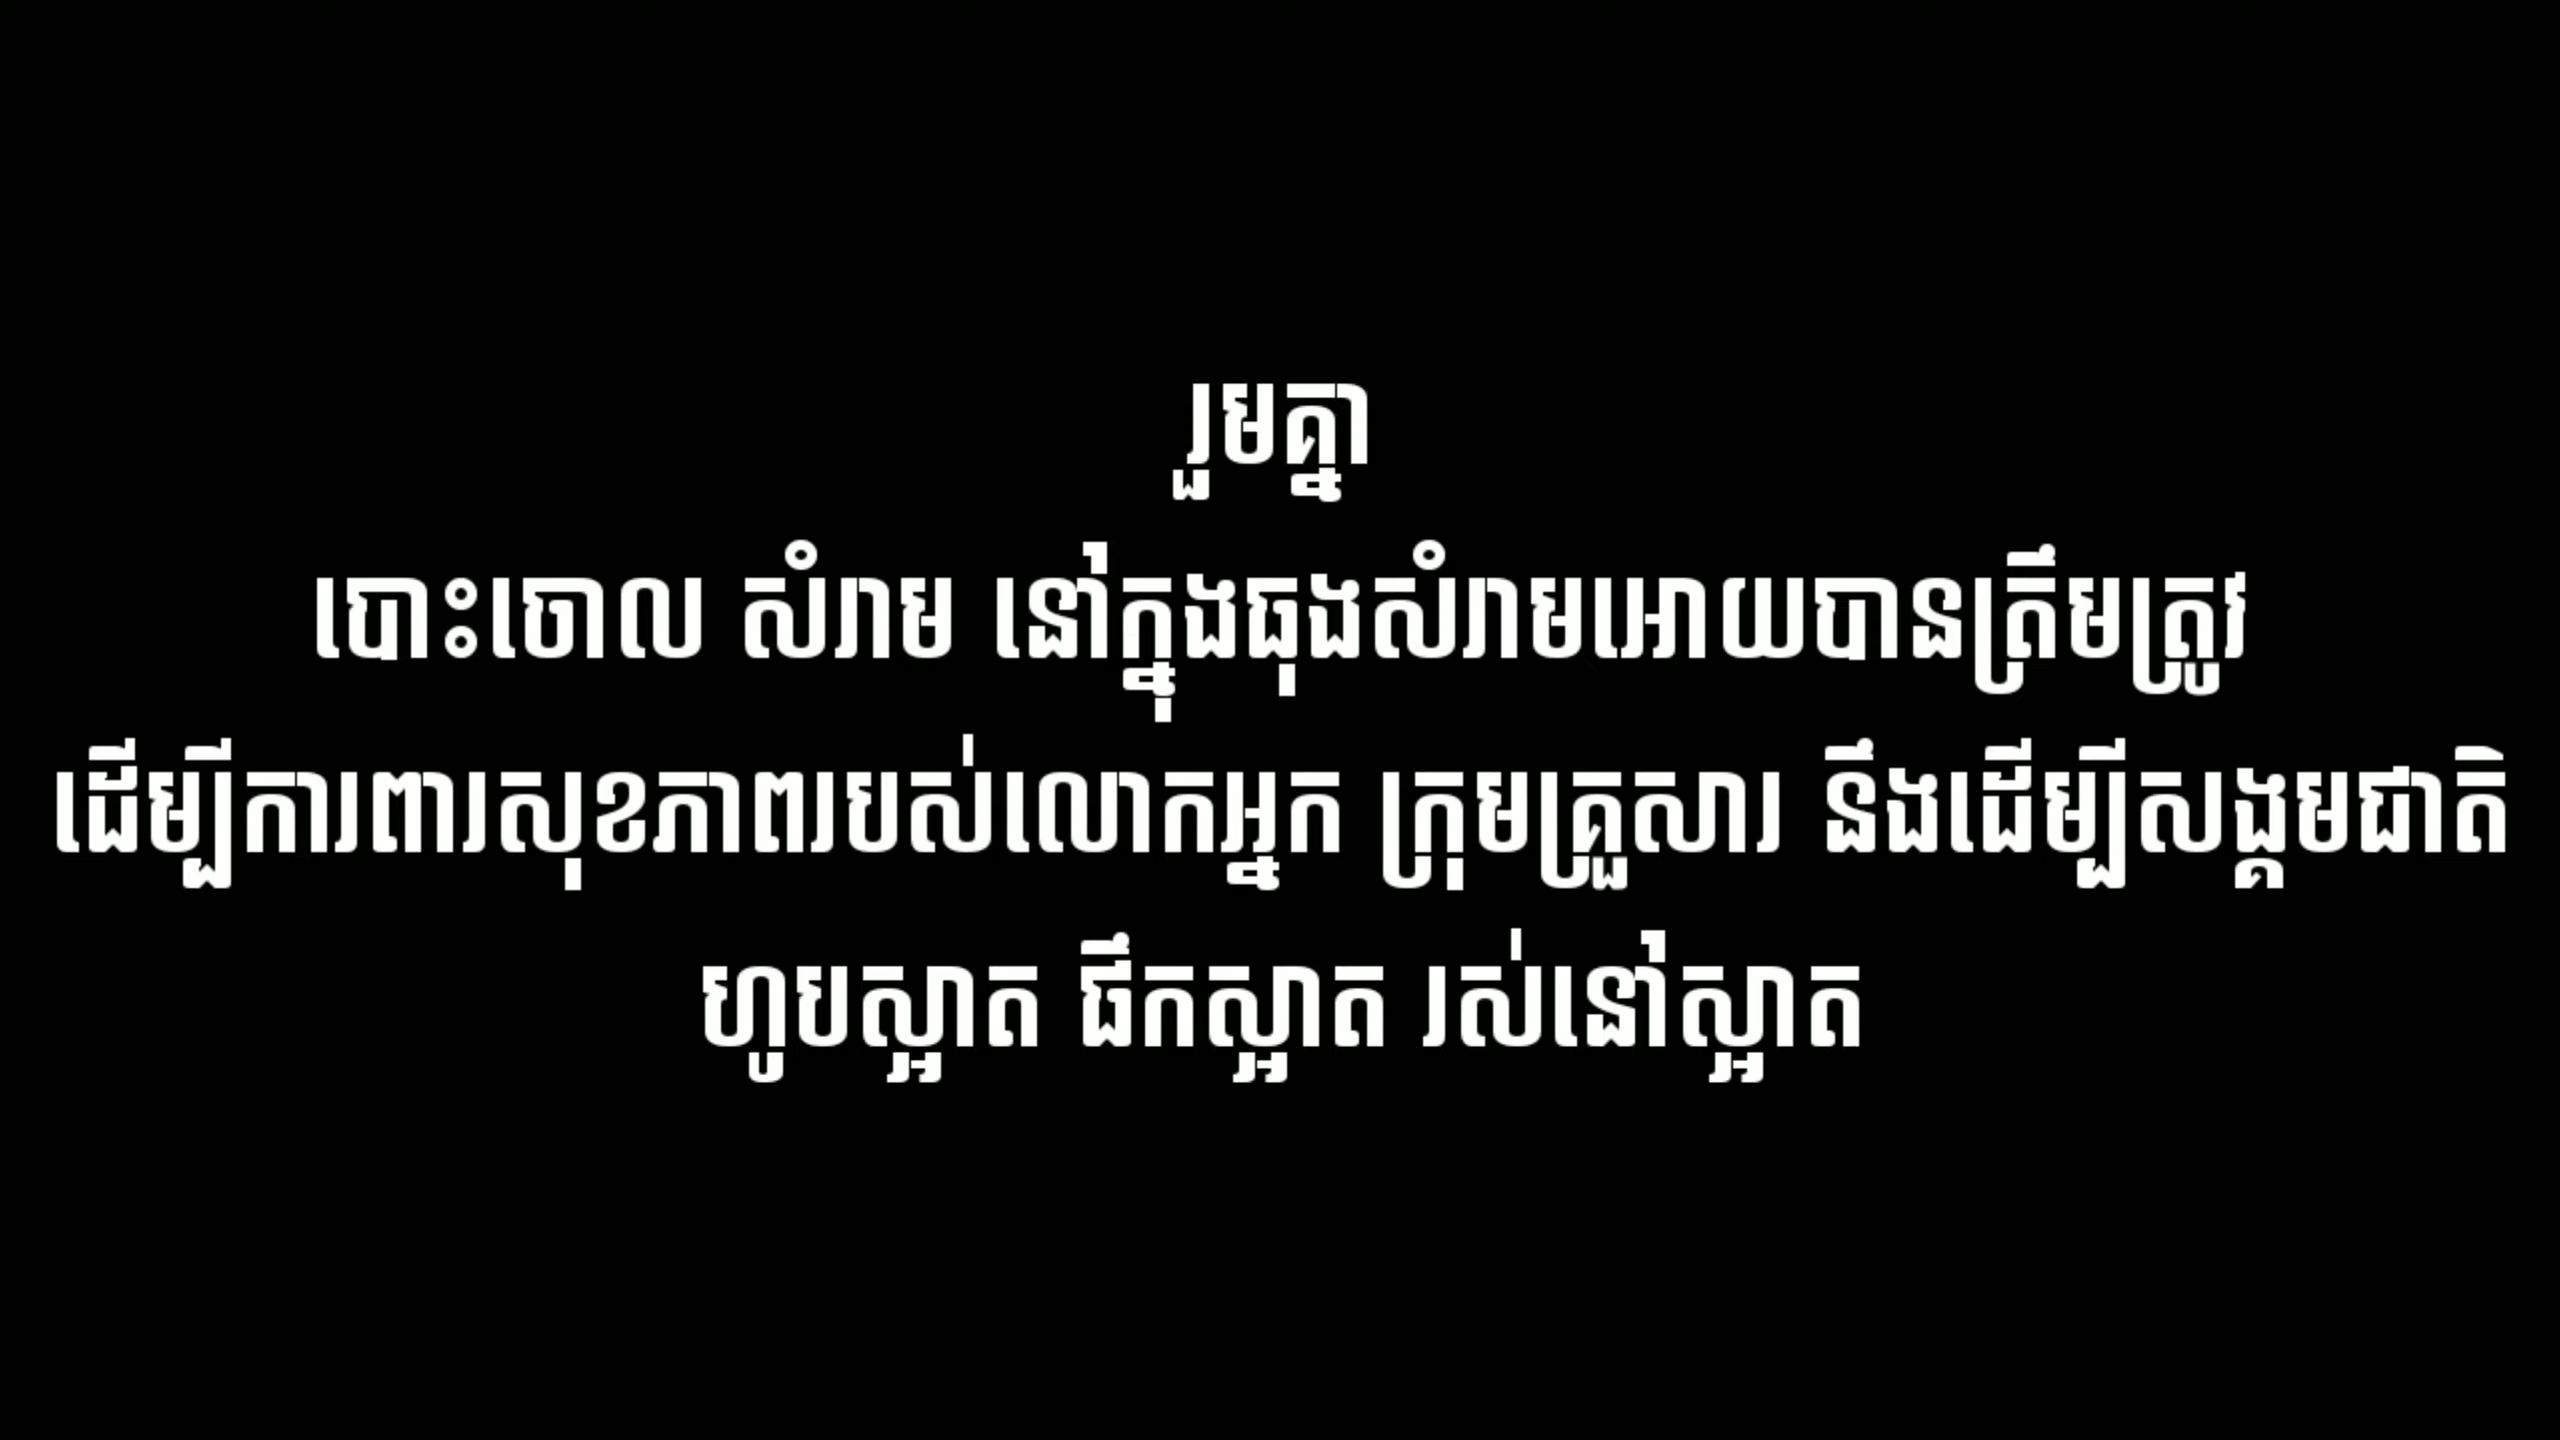 រួមគ្នា
បោះចោល សំរាម នៅក្នុងធុងសំរាមអោយបានត្រឹមត្រូវ
ដើម្បីការពារសុខភាពរបស់លោកអ្នក ក្រុមគ្រួសារ នឹងដើម្បីសង្គមជាតិ
ហូបស្អាត ផឹកស្អាត រស់នៅស្អាត